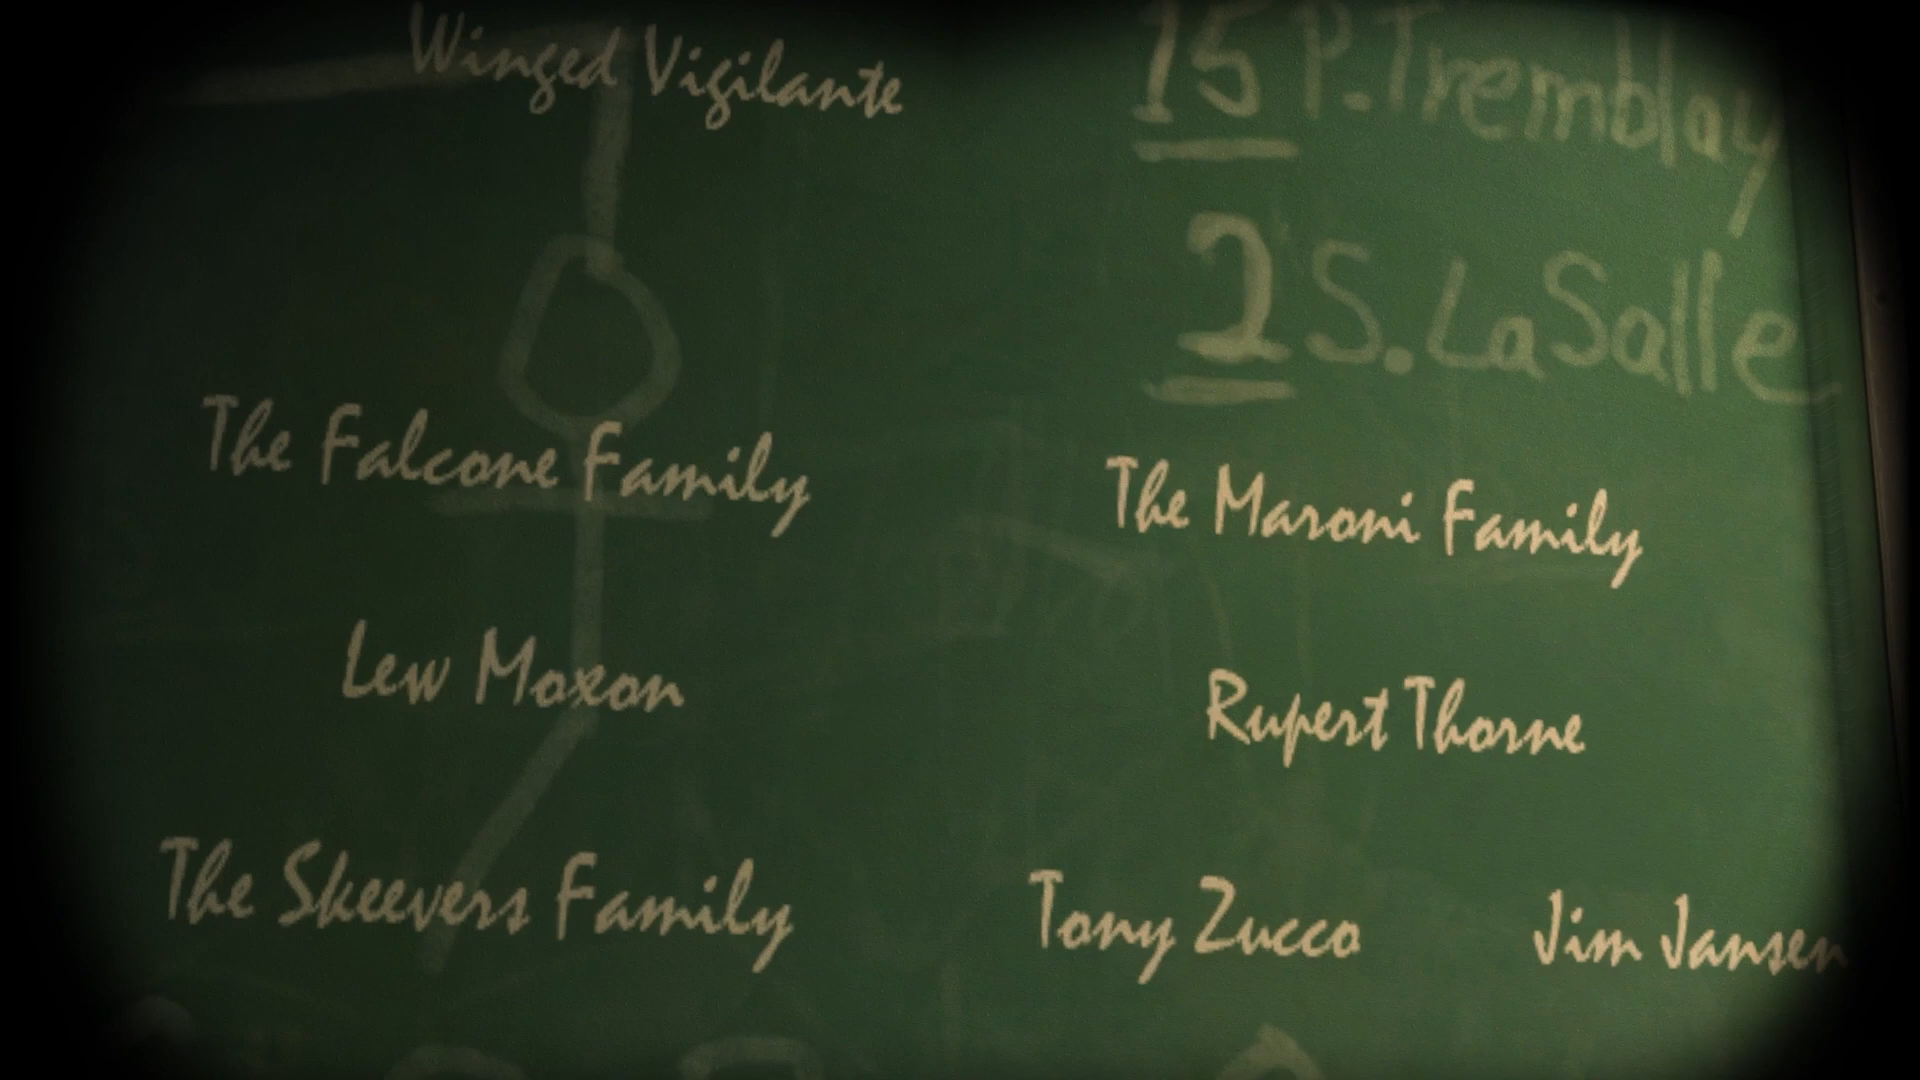 Winged Vigilante
15 P. Tremblay
2 S. LaSalle
The Falcone Family
The Maroni Family
Lew Moxon
Rupert Thorne
The Skeevers Family
Tony Zucco
Jim Jansen